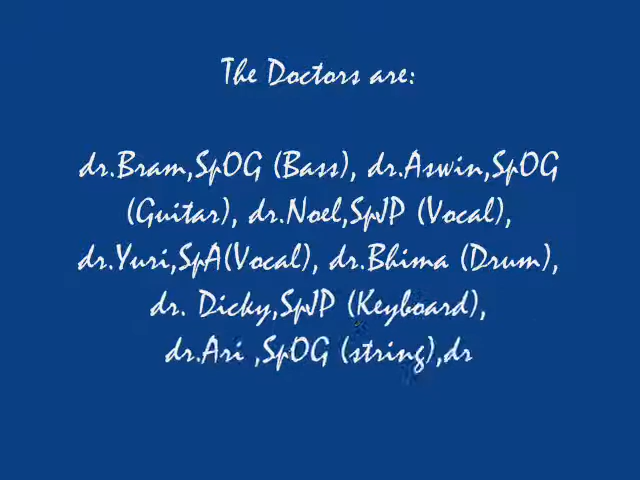 The Doctors are:
dr.Bram,SpOG (Bass), dr.Aswin,SpOG
(Guitar), dr.Noel,SpJP (Vocal),
dr.Yuri,SpA(Vocal), dr.Bhima (Drum),
dr. Dicky,SpJP (Keyboard),
dr.Ari ,SpOG (string),dr